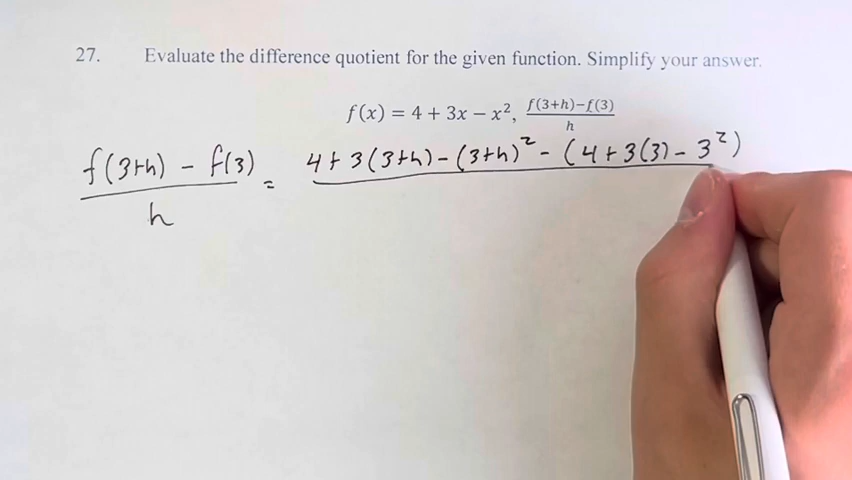 27. Evaluate the difference quotient for the given function. Simplify your answer.
f(x) = 4 + 3x − x², f(3+h)−f(3)
h
f(3+h) - f(3) = 4 + 3(3+h) - (3+h)² - (4 + 3(3) - 3²)
h